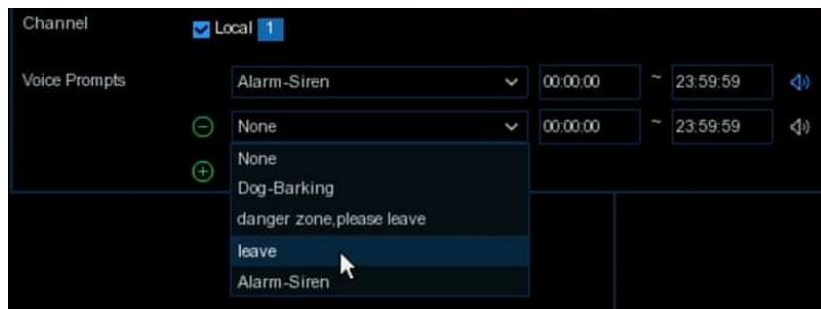 Channel Local 1
Voice Prompts Alarm-Siren 00:00:00 ~ 23:59:59
None 00:00:00 ~ 23:59:59
None
Dog-Barking
danger zone,please leave
leave
Alarm-Siren